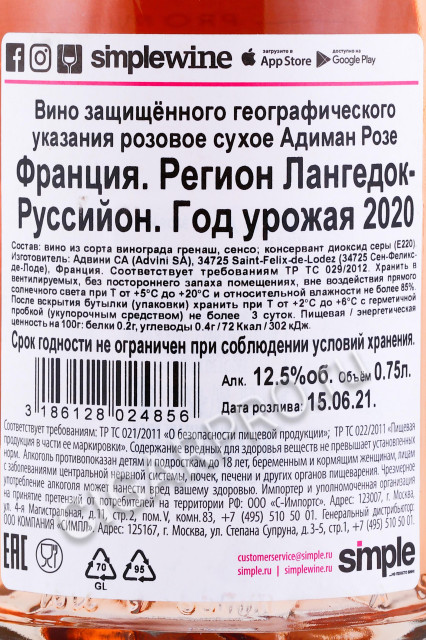 simplewine загрузите в App Store доступно на Google Play
Вино защищённого географического
указания розовое сухое Адиман Розе
Франция. Регион Лангедок-
Руссийон. Год урожая 2020
Состав: вино из сорта винограда гренаш, сенсо; консервант диоксид серы (E220)
Изготовитель: Адвини СА (Advini SA), 34725 Saint-Felix-de-Lodez (34725 Сен-Феликс-
де-Лоде), Франция. Соответствует требованиям ТР ТС 029/2012. Хранить в
вентилируемых, без постороннего запаха помещениях, вне воздействия прямого
солнечного света при Т от +5°C до +20°C и относительной влажности не более 85%.
После вскрытия бутылки (упаковки) хранить при Т от +2°C до +6°C с герметичной
пробкой (укупорочным средством) не более 3 суток. Пищевая / энергетическая
ценность на 100г: белки 0.2г, углеводы 0.4г / 72 Ккал / 302 кДж.
Срок годности не ограничен при соблюдении условий хранения.
Алк. 12.5%об. Объём 0.75л.
3 186128 024856
Дата розлива: 15.06.21.
Соответствует требованиям: ТР ТС 021/2011 «О безопасности пищевой продукции»; ТР ТС 022/2011 «Пищевая
продукция в части ее маркировки». Содержание вредных для здоровья веществ не превышает установленных
норм. Алкоголь противопоказан детям и подросткам до 18 лет, беременным и кормящим женщинам, лицам
с заболеваниями центральной нервной системы, почек, печени и других органов пищеварения. Чрезмерное
употребление алкоголя может нанести вред вашему здоровью. Импортер и уполномоченная организация
на принятие претензий от потребителей на территории РФ: ООО «С-Импортс». Адрес: 123007, г. Москва,
ул. 4-я Магистральная, д.11, стр.2, пом.V, комн.83, +7 (495) 510 50 01. Генеральный дистрибьютор:
ООО КОМПАНИЯ «СИМПЛ». Адрес: 125167, г. Москва, ул. Степана Супруна, д.3-5, стр.1, +7 (495) 510 50 01.
EAC
70
GL
95
customerservice@simple.ru
simple.ru | simplewine.ru
simple
CIGARPRO.RU